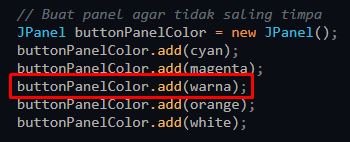 // Buat panel agar tidak saling timpa
JPanel buttonPanelColor = new JPanel();
buttonPanelColor.add(cyan);
buttonPanelColor.add(magenta);
buttonPanelColor.add(warna);
buttonPanelColor.add(orange);
buttonPanelColor.add(white);